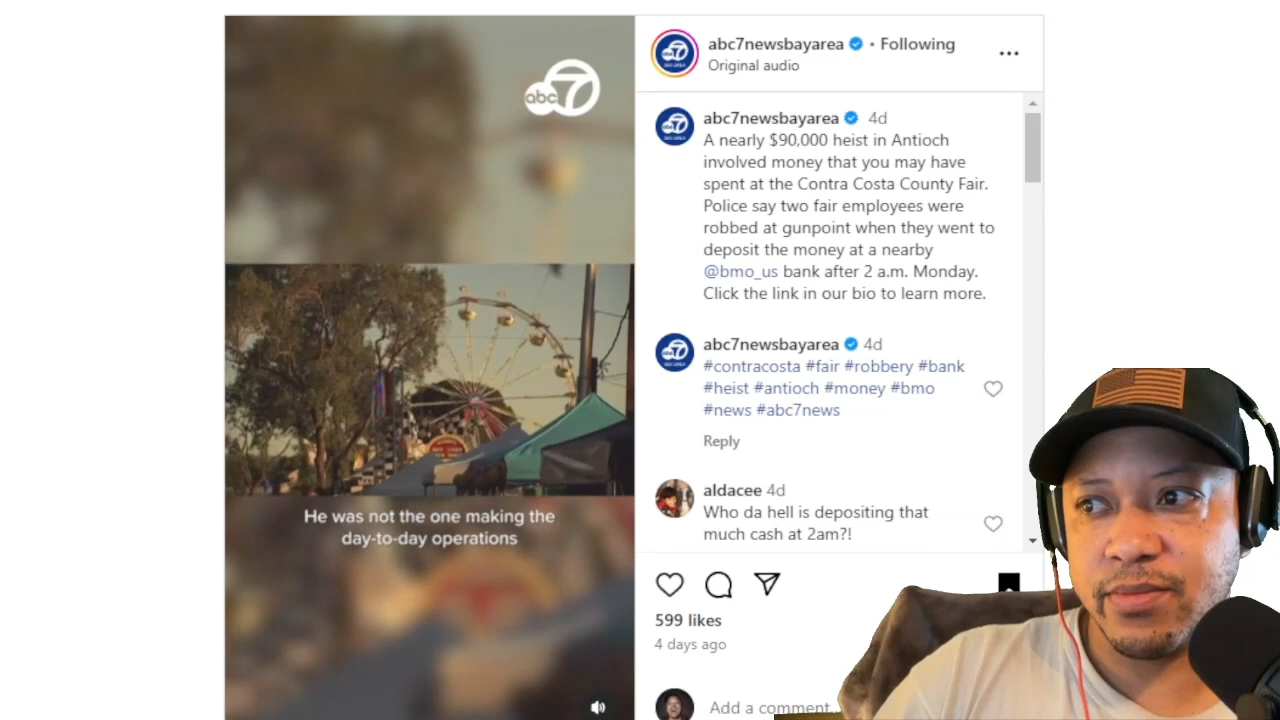 abc 7
He was not the one making the
day-to-day operations
abc7newsbayarea • Following
Original audio
abc7newsbayarea 4d
A nearly $90,000 heist in Antioch
involved money that you may have
spent at the Contra Costa County Fair.
Police say two fair employees were
robbed at gunpoint when they went to
deposit the money at a nearby
@bmo_us bank after 2 a.m. Monday.
Click the link in our bio to learn more.
abc7newsbayarea 4d
#contracosta #fair #robbery #bank
#heist #antioch #money #bmo
#news #abc7news
Reply
aldacee 4d
Who da hell is depositing that
much cash at 2am?!
599 likes
4 days ago
Add a comment...